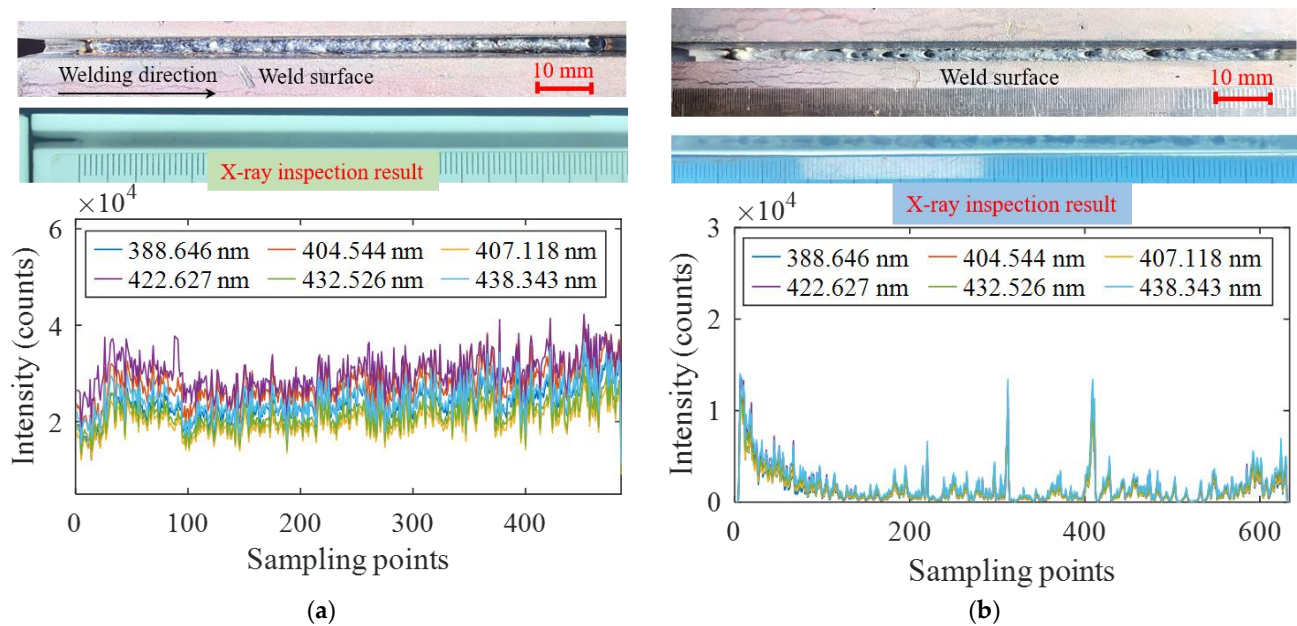 Welding direction
Weld surface
10 mm
X-ray inspection result
×10⁴
6
4
2
Intensity (counts)
388.646 nm 404.544 nm 407.118 nm
422.627 nm 432.526 nm 438.343 nm
0 100 200 300 400
Sampling points
(a)
Weld surface
10 mm
X-ray inspection result
×10⁴
3
2
1
0
Intensity (counts)
388.646 nm 404.544 nm 407.118 nm
422.627 nm 432.526 nm 438.343 nm
0 200 400 600
Sampling points
(b)